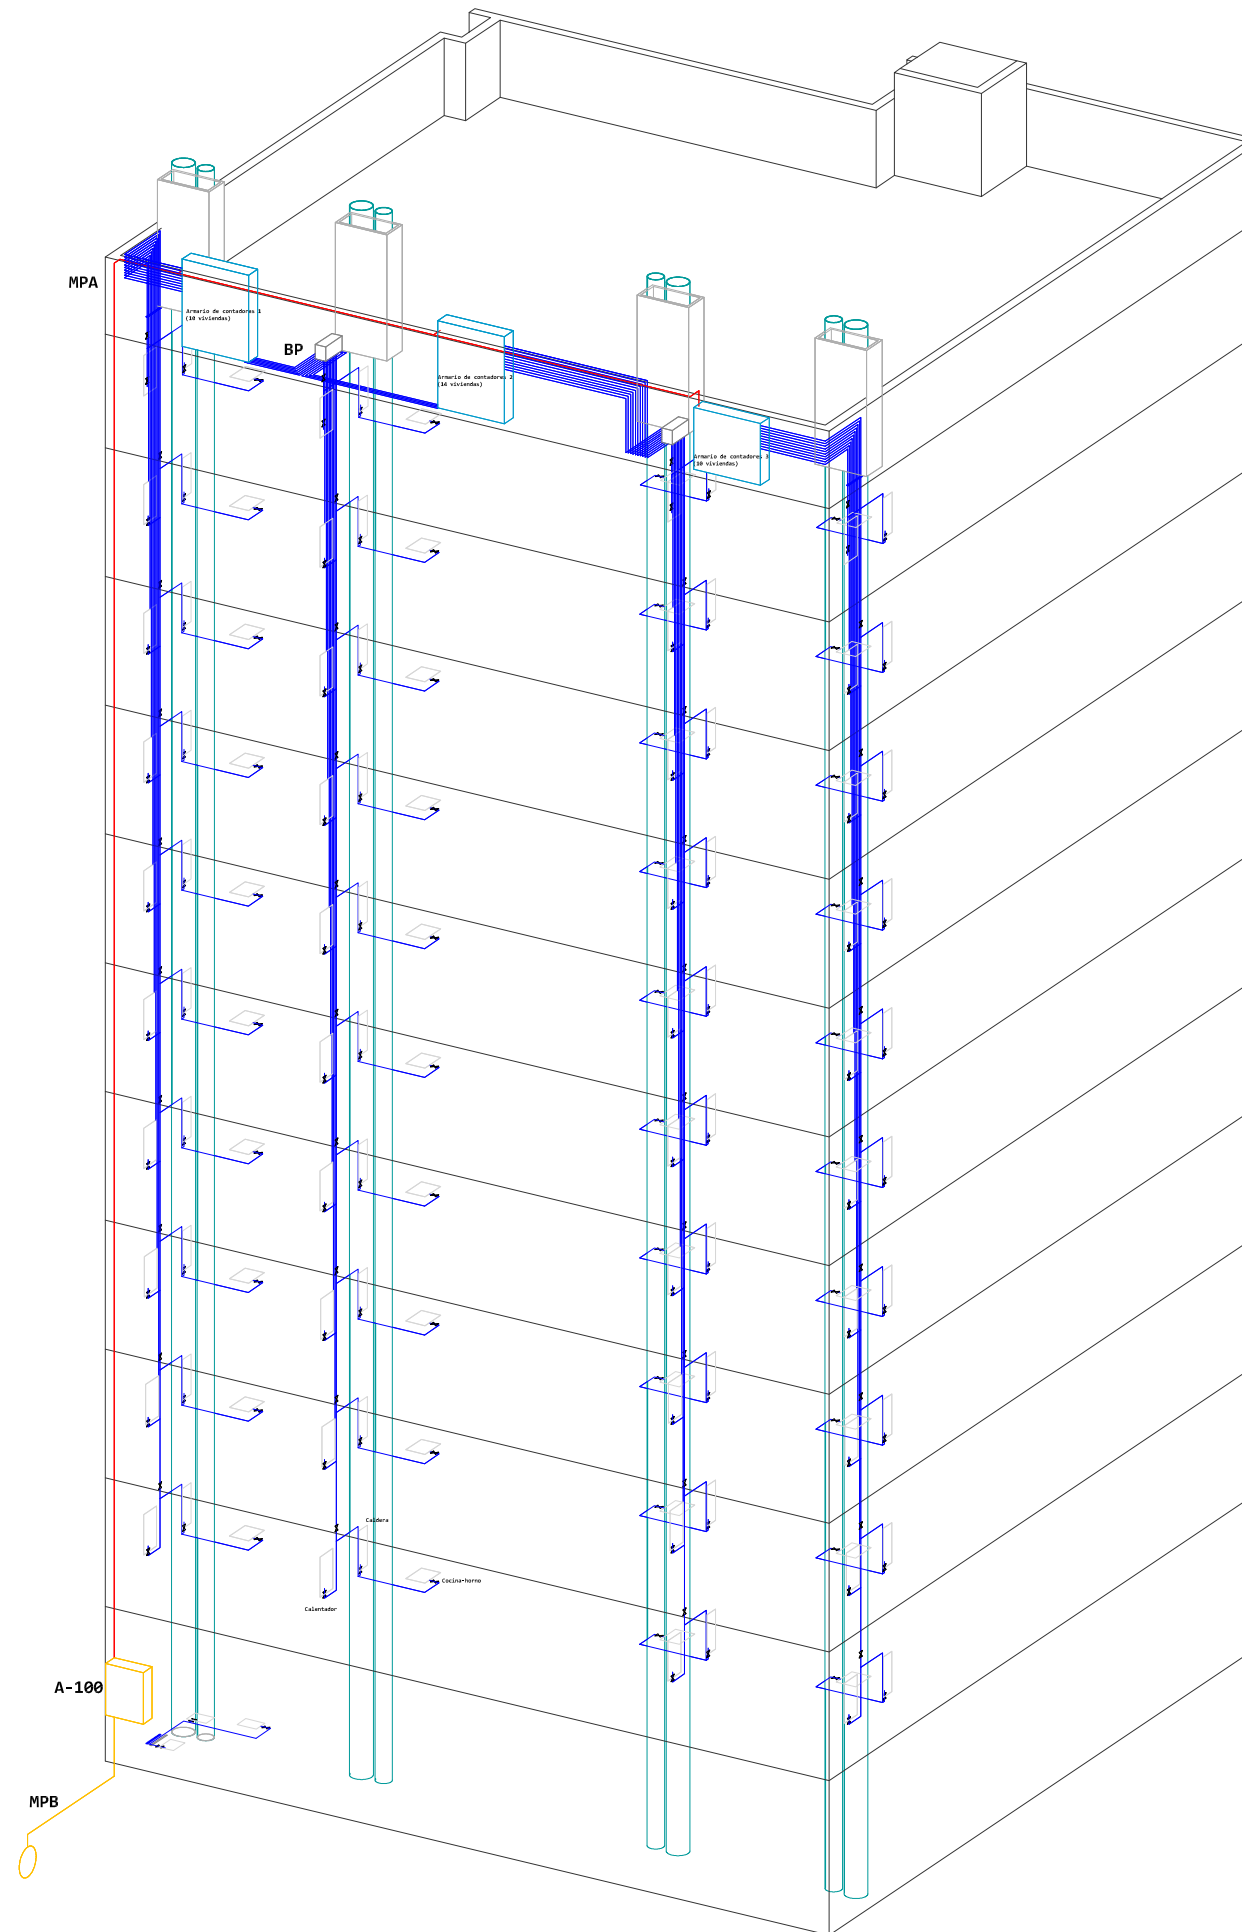 MPA
Armario de contadores 1
(10 viviendas)
BP
Armario de contadores 2
(14 viviendas)
Armario de contadores 3
(10 viviendas)
Caldera
Cocina-horno
Calentador
A-100
MPB